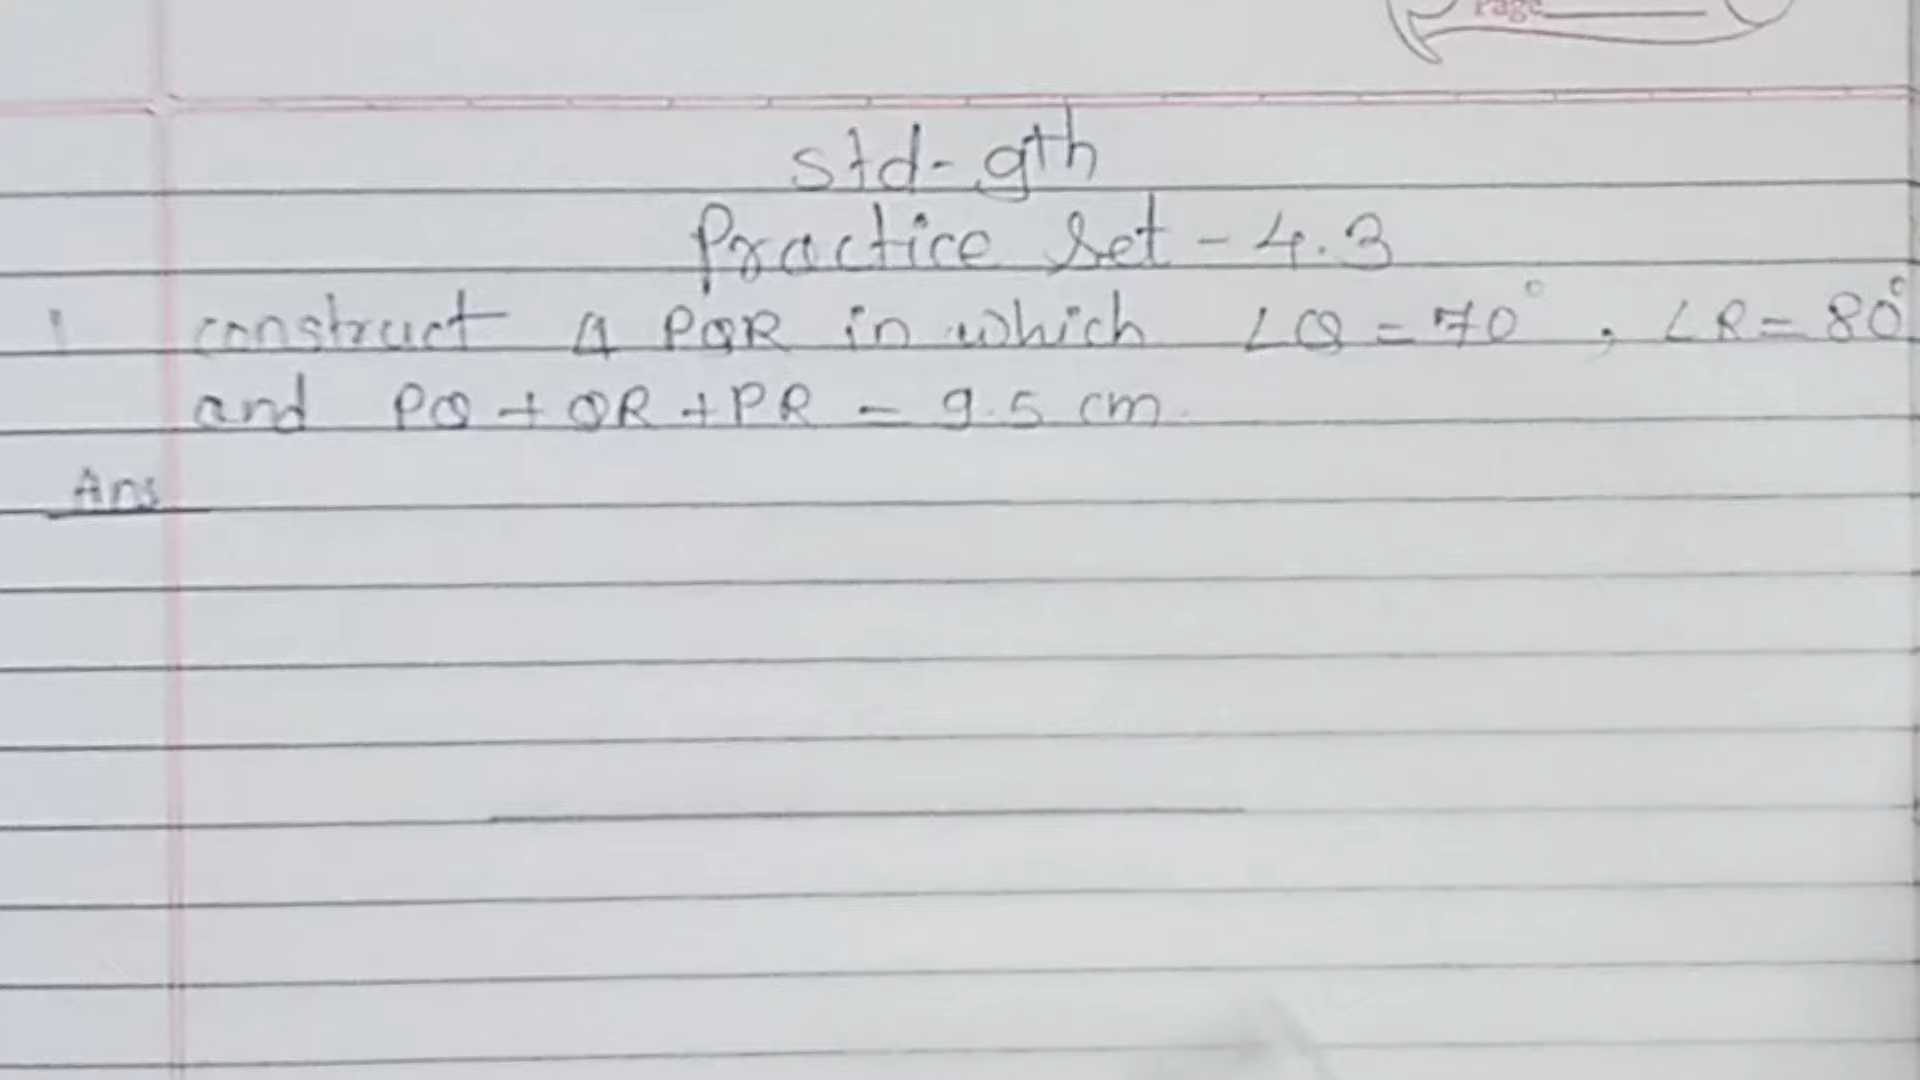 Page
std- 9th
Practice Set - 4.3
1 construct Δ PQR in which ∠Q = 70° , ∠R = 80°
and PQ + QR + PR = 9.5 cm.
Ans